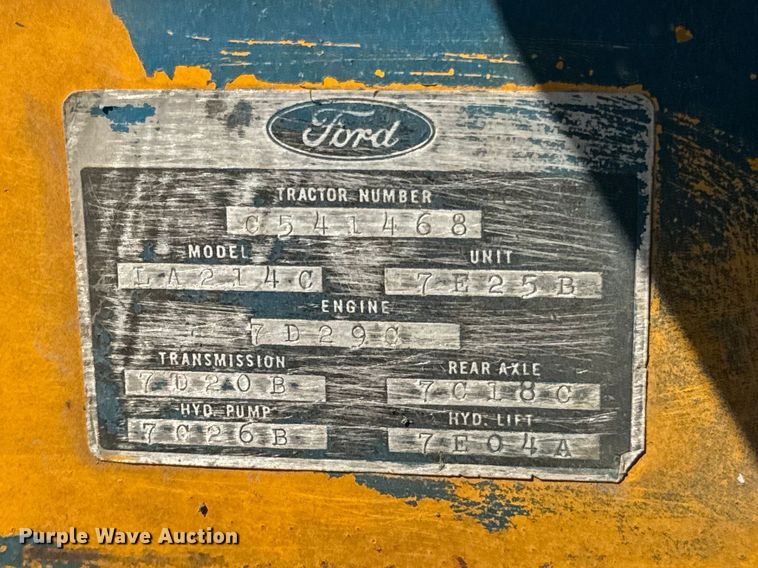 Ford
TRACTOR NUMBER
C541468
MODEL UNIT
LA214C 7E25B
ENGINE
7D29C
TRANSMISSION REAR AXLE
7D20B 7C18C
HYD. PUMP HYD. LIFT
7C26B 7E04A
Purple Wave Auction